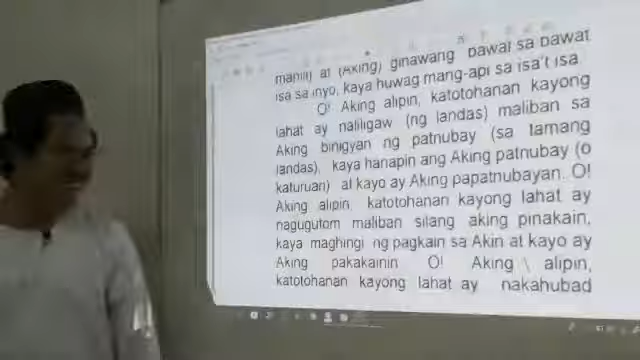 at (Aking) ginawang bawal sa bawat
isa sa inyo, kaya huwag mang-api sa isa't isa
O! Aking alipin, katotohanan kayong
lahat ay naliligaw (ng landas) maliban sa
Aking binigyan ng patnubay (sa tamang
landas), kaya hanapin ang Aking patnubay (o
katuruan) at kayo ay Aking papatnubayan. O!
Aking alipin, katotohanan kayong lahat ay
nagugutom maliban silang aking pinakain,
kaya maghingi ng pagkain sa Akin at kayo ay
Aking pakakainin O! Aking alipin,
katotohanan kayong lahat ay nakahubad